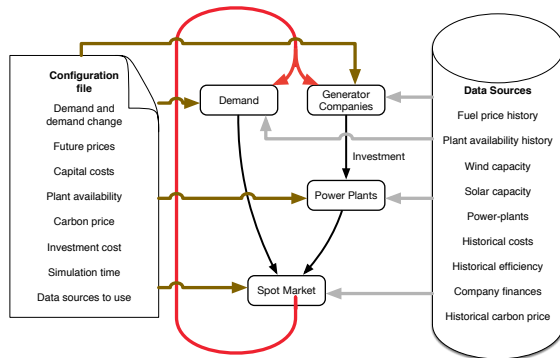 Configuration
file
Demand and
demand change
Future prices
Capital costs
Plant availability
Carbon price
Investment cost
Simulation time
Data sources to use
Demand
Generator
Companies
Investment
Power Plants
Spot Market
Data Sources
Fuel price history
Plant availability history
Wind capacity
Solar capacity
Power-plants
Historical costs
Historical efficiency
Company finances
Historical carbon price